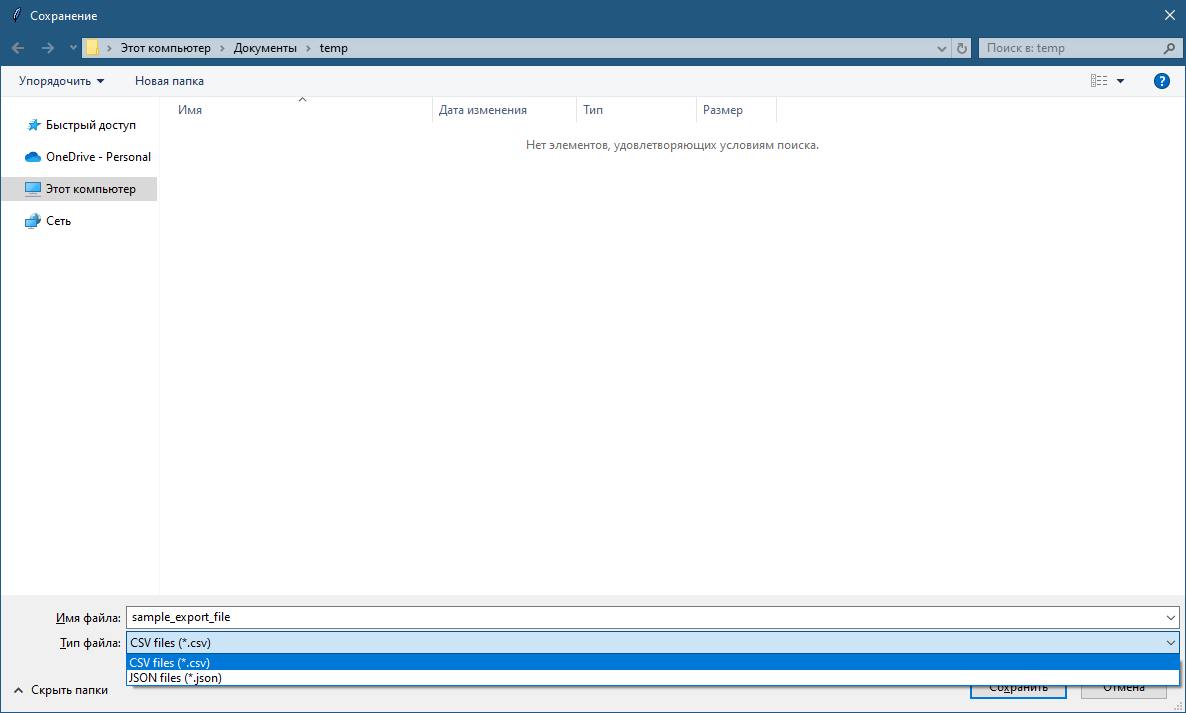 Сохранение
Этот компьютер > Документы > temp
Поиск в: temp
Упорядочить
Новая папка
?
Имя
Дата изменения
Тип
Размер
Нет элементов, удовлетворяющих условиям поиска.
Быстрый доступ
OneDrive - Personal
Этот компьютер
Сеть
Имя файла: sample_export_file
Тип файла: CSV files (*.csv)
CSV files (*.csv)
JSON files (*.json)
Скрыть папки
Сохранить
Отмена